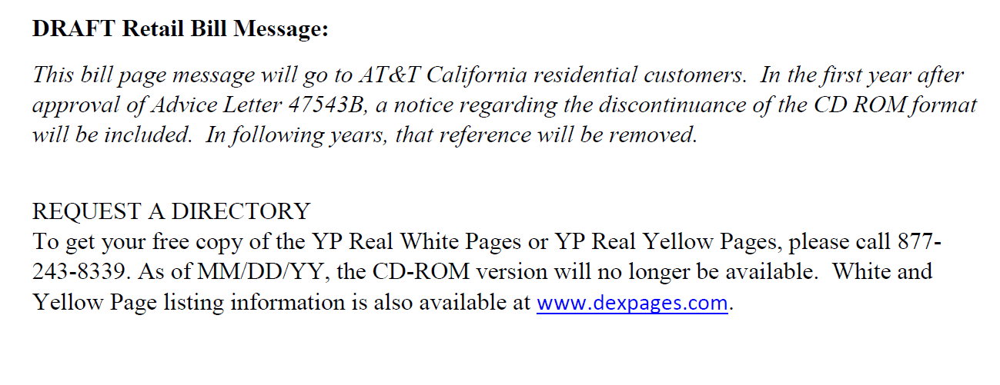 DRAFT Retail Bill Message:
This bill page message will go to AT&T California residential customers.  In the first year after
approval of Advice Letter 47543B, a notice regarding the discontinuance of the CD ROM format
will be included.  In following years, that reference will be removed.
REQUEST A DIRECTORY
To get your free copy of the YP Real White Pages or YP Real Yellow Pages, please call 877-
243-8339. As of MM/DD/YY, the CD-ROM version will no longer be available.  White and
Yellow Page listing information is also available at www.dexpages.com.